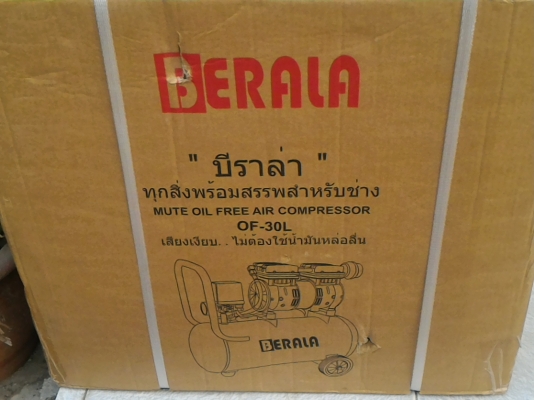 BERALA
" บีราล่า "
ทุกสิ่งพร้อมสรรพสำหรับช่าง
MUTE OIL FREE AIR COMPRESSOR
OF-30L
เสียงเงียบ. . ไม่ต้องใช้น้ำมันหล่อลื่น
BERALA